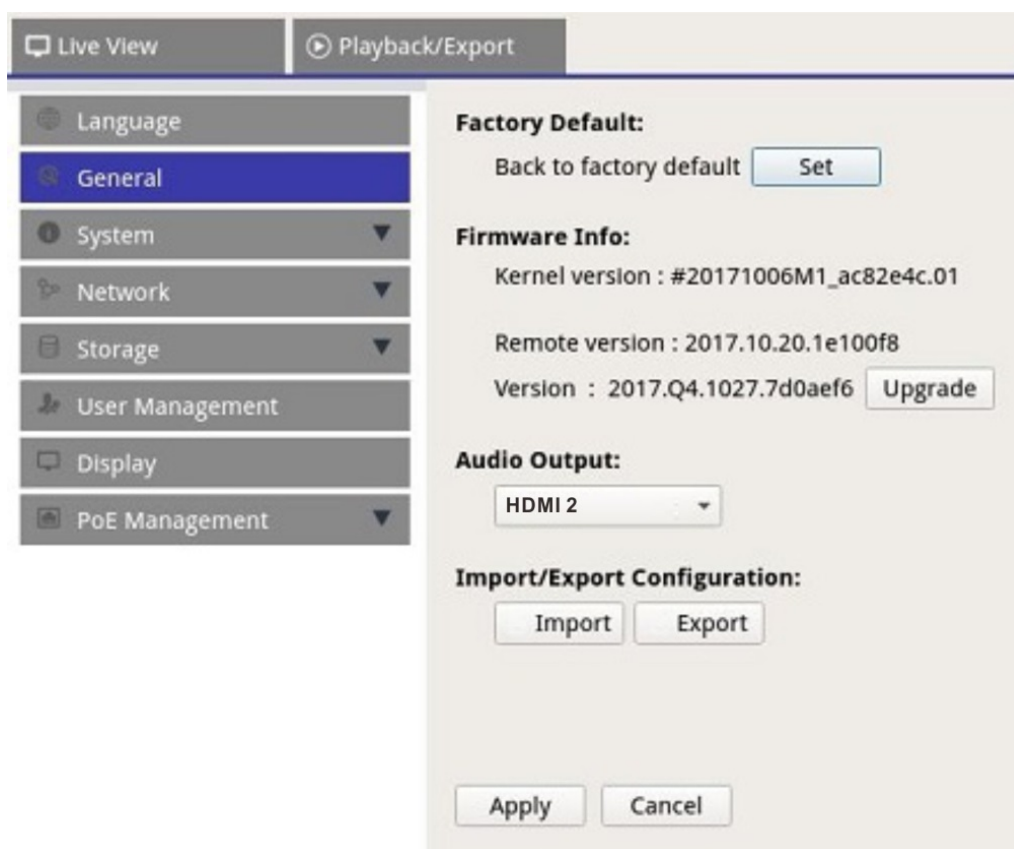 Live View
Playback/Export
Language
General
System
Network
Storage
User Management
Display
PoE Management
Factory Default:
Back to factory default Set
Firmware Info:
Kernel version : #20171006M1_ac82e4c.01
Remote version : 2017.10.20.1e100f8
Version : 2017.Q4.1027.7d0aef6 Upgrade
Audio Output:
HDMI 2
Import/Export Configuration:
Import Export
Apply Cancel